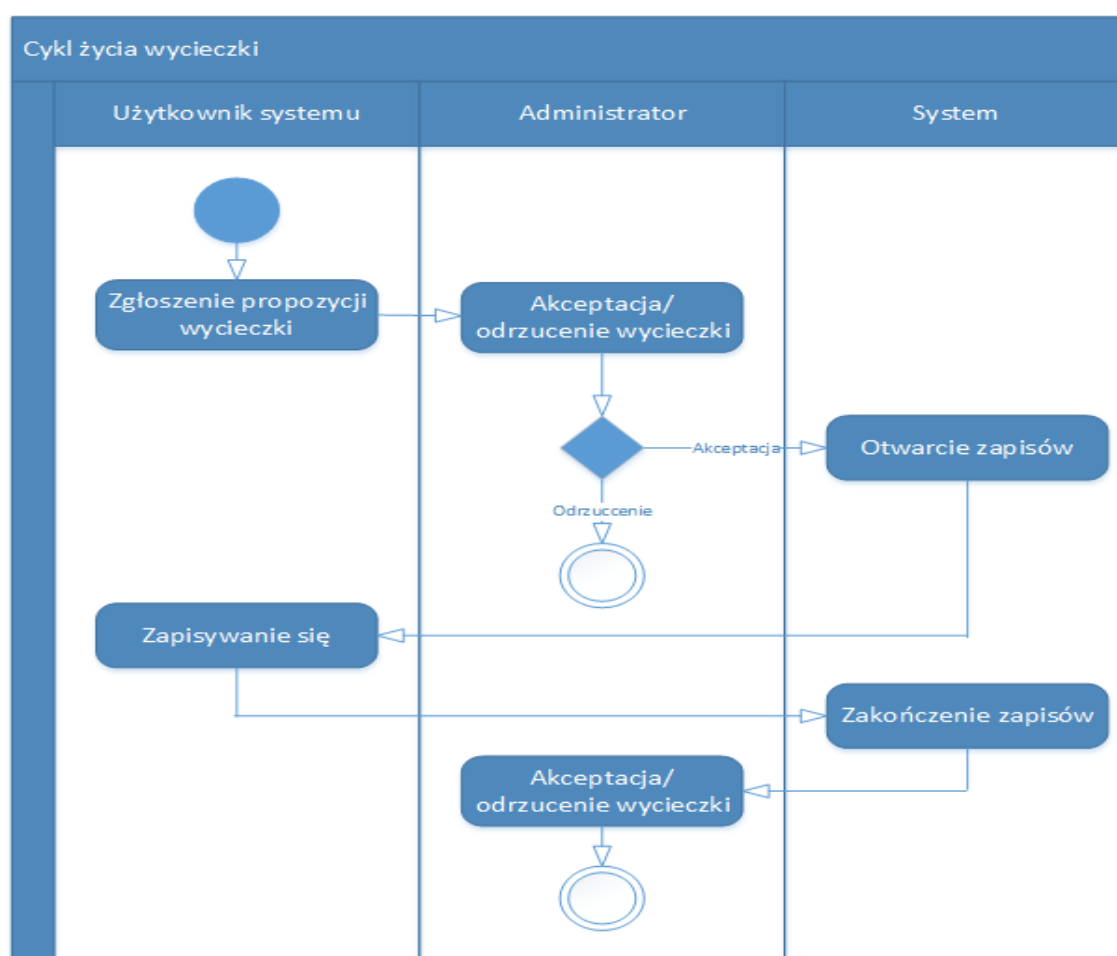 Cykl życia wycieczki
Użytkownik systemu
Administrator
System
Zgłoszenie propozycji
wycieczki
Akceptacja/
odrzucenie wycieczki
Akceptacja
Otwarcie zapisów
Odrzuccenie
Zapisywanie się
Zakończenie zapisów
Akceptacja/
odrzucenie wycieczki